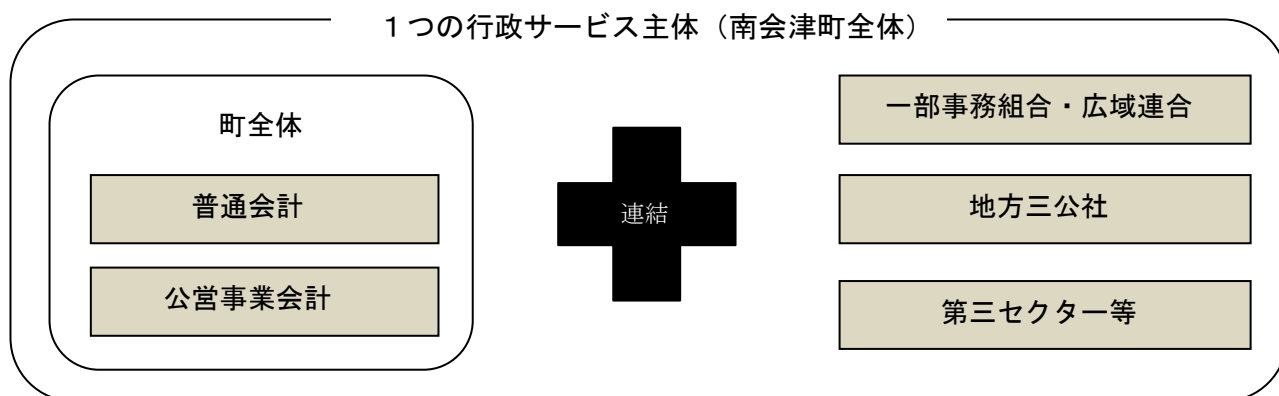 １つの行政サービス主体（南会津町全体）
町全体
普通会計
公営事業会計
連結
一部事務組合・広域連合
地方三公社
第三セクター等